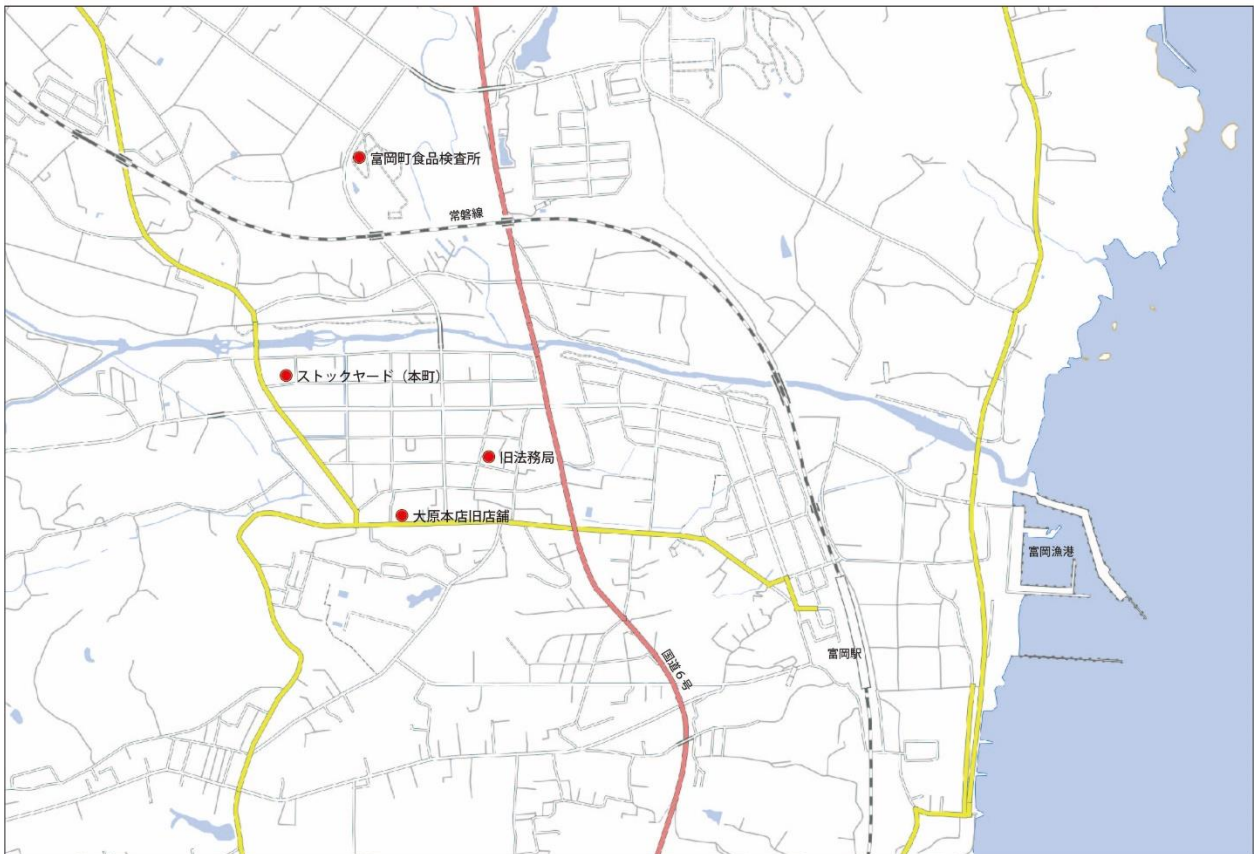 富岡町食品検査所
常磐線
ストックヤード（本町）
旧法務局
大原本店旧店舗
富岡漁港
富岡駅
国道6号